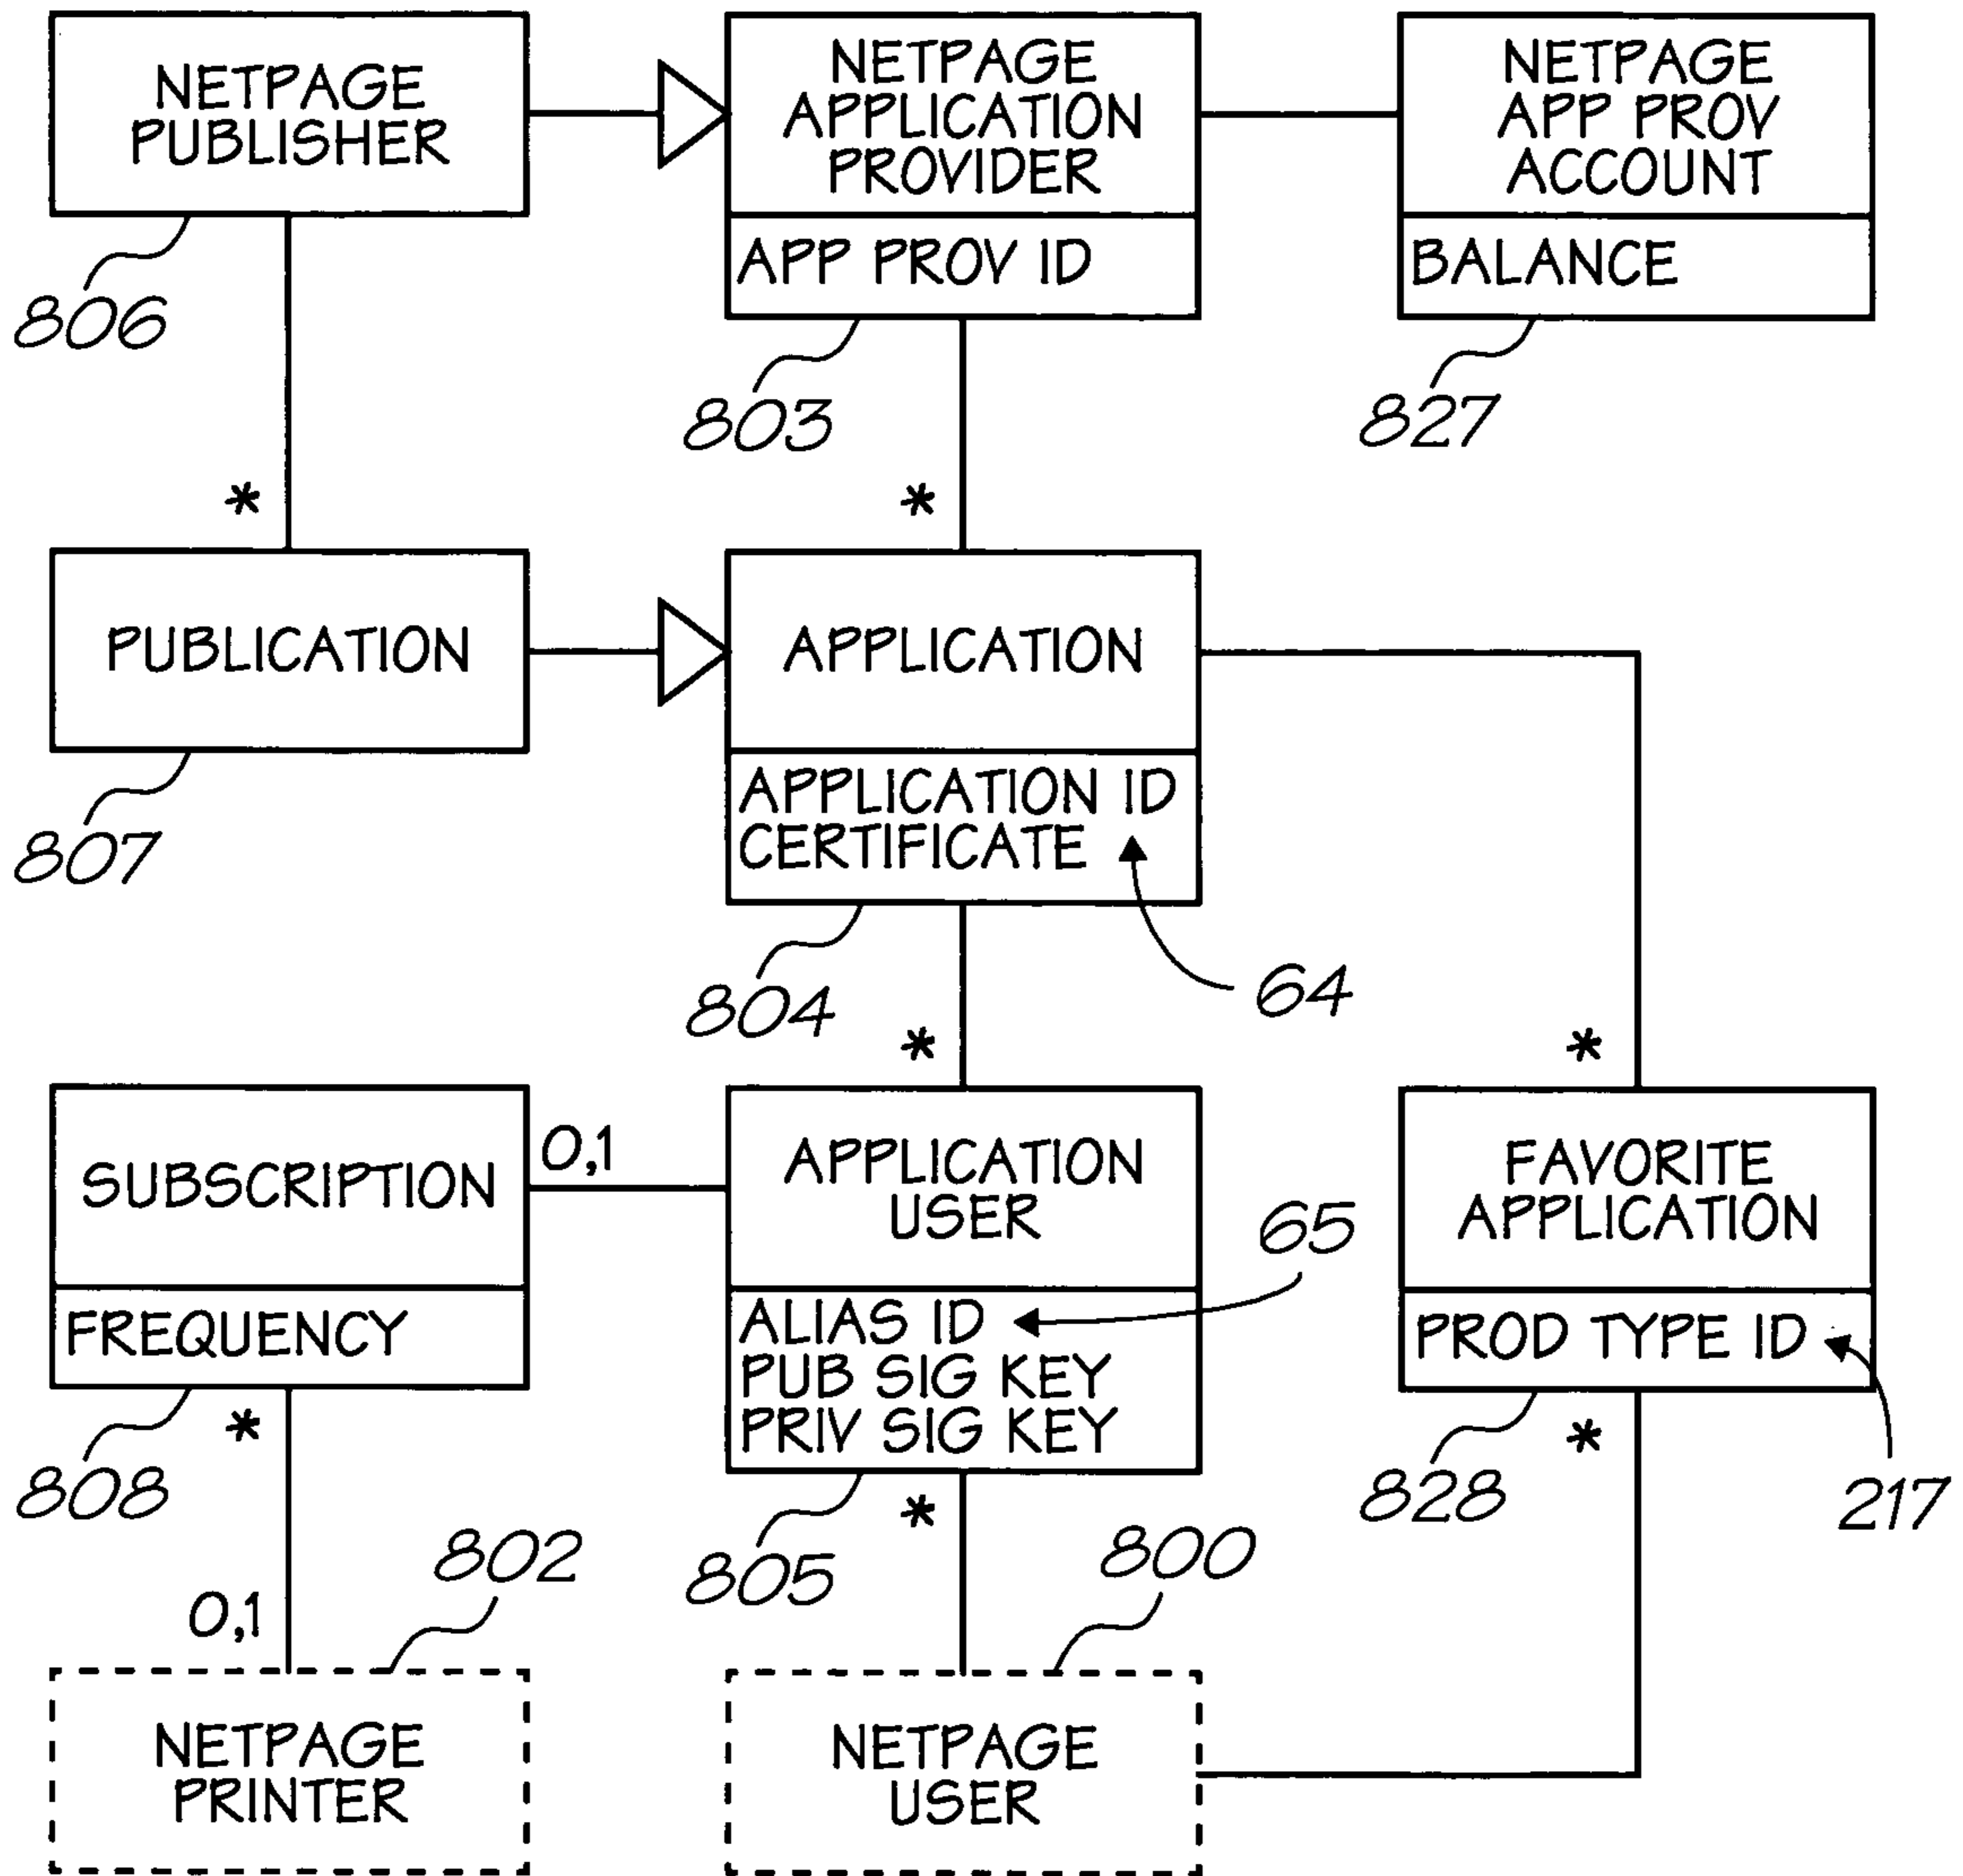 NETPAGE
PUBLISHER
NETPAGE
APPLICATION
PROVIDER
APP PROV ID
NETPAGE
APP PROV
ACCOUNT
BALANCE
806
803
827
*
*
PUBLICATION
APPLICATION
APPLICATION ID
CERTIFICATE
807
804
64
*
*
SUBSCRIPTION
FREQUENCY
0,1
APPLICATION
USER
ALIAS ID
PUB SIG KEY
PRIV SIG KEY
65
FAVORITE
APPLICATION
PROD TYPE ID
808
*
805
*
828
*
217
802
800
0,1
NETPAGE
PRINTER
NETPAGE
USER